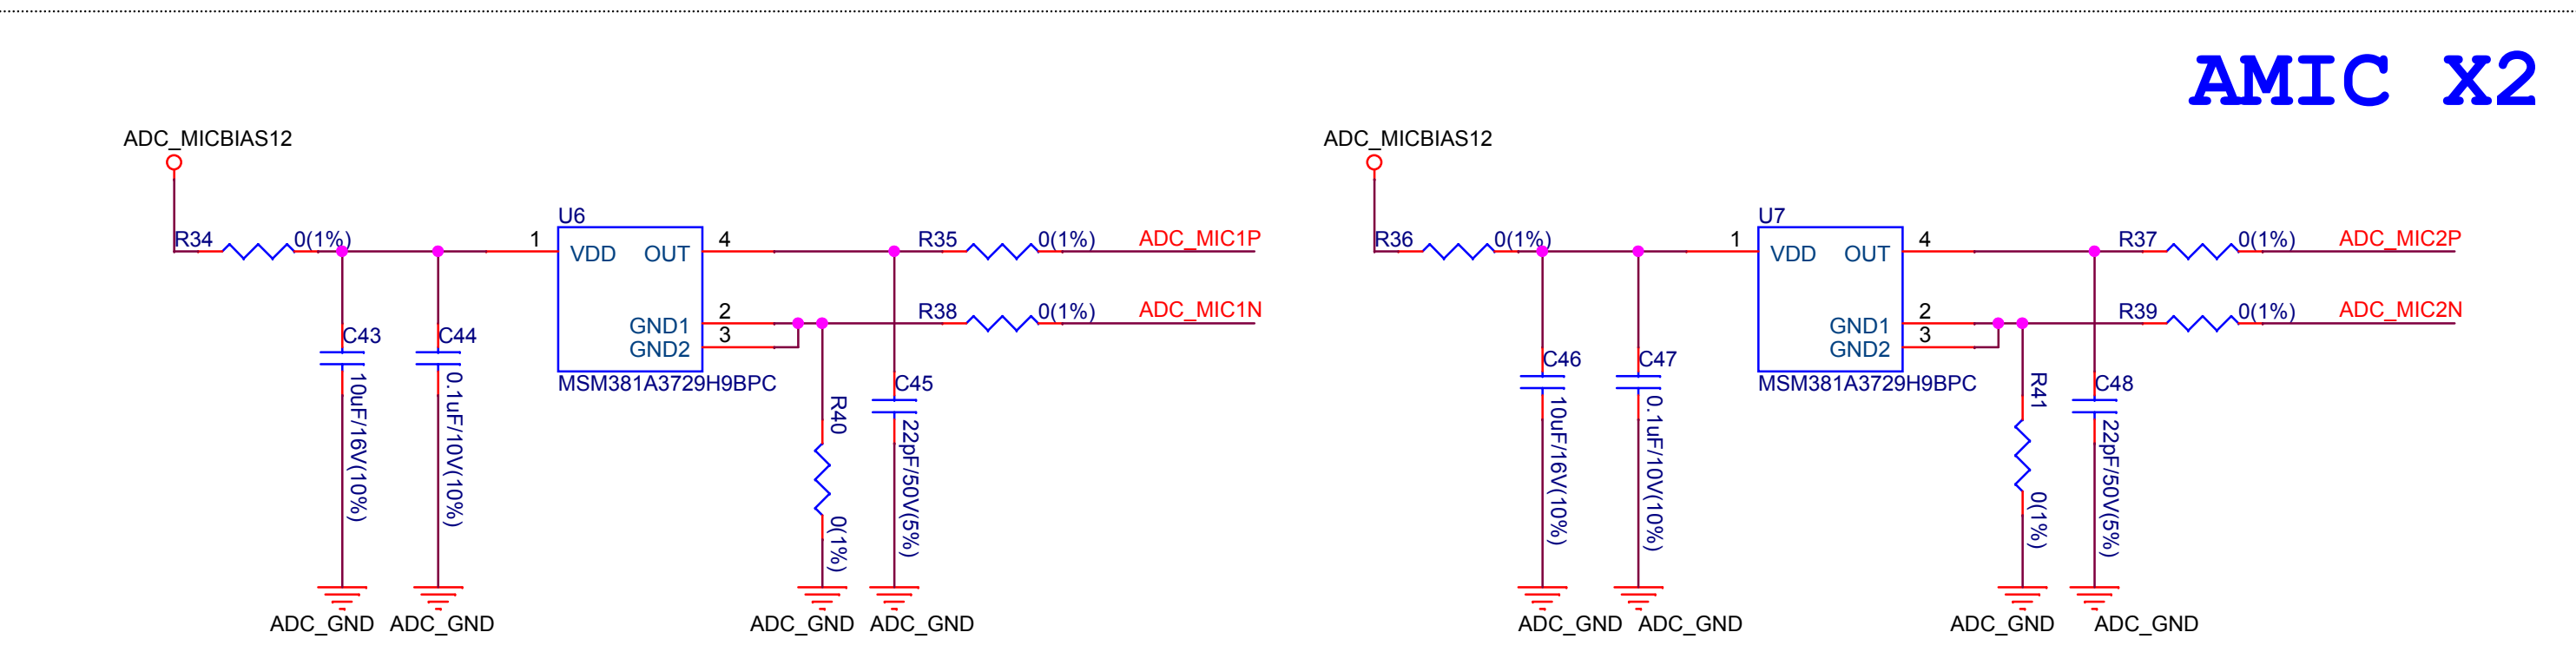 AMIC X2
ADC_MICBIAS12
R34
0(1%)
C43
10uF/16V(10%)
C44
0.1uF/10V(10%)
1
U6
VDD
OUT
GND1
GND2
MSM381A3729H9BPC
4
2
3
R35
0(1%)
ADC_MIC1P
R38
0(1%)
ADC_MIC1N
R40
0(1%)
C45
22pF/50V(5%)
ADC_GND
ADC_GND
ADC_GND
ADC_GND
ADC_MICBIAS12
R36
0(1%)
C46
10uF/16V(10%)
C47
0.1uF/10V(10%)
1
U7
VDD
OUT
GND1
GND2
MSM381A3729H9BPC
4
2
3
R37
0(1%)
ADC_MIC2P
R39
0(1%)
ADC_MIC2N
R41
0(1%)
C48
22pF/50V(5%)
ADC_GND
ADC_GND
ADC_GND
ADC_GND